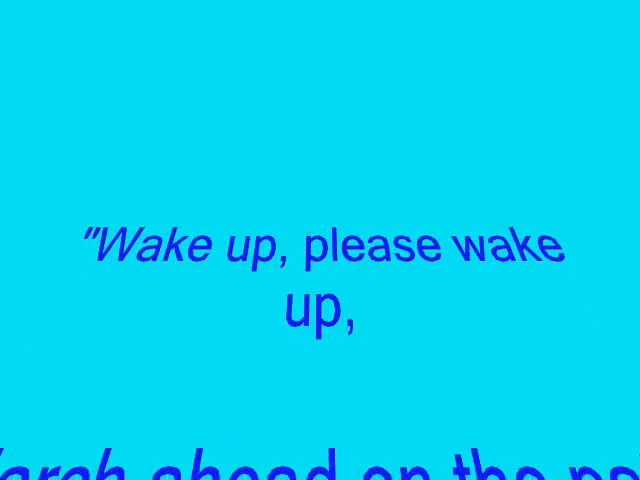 "Wake up, please wake
up,
ahead on the